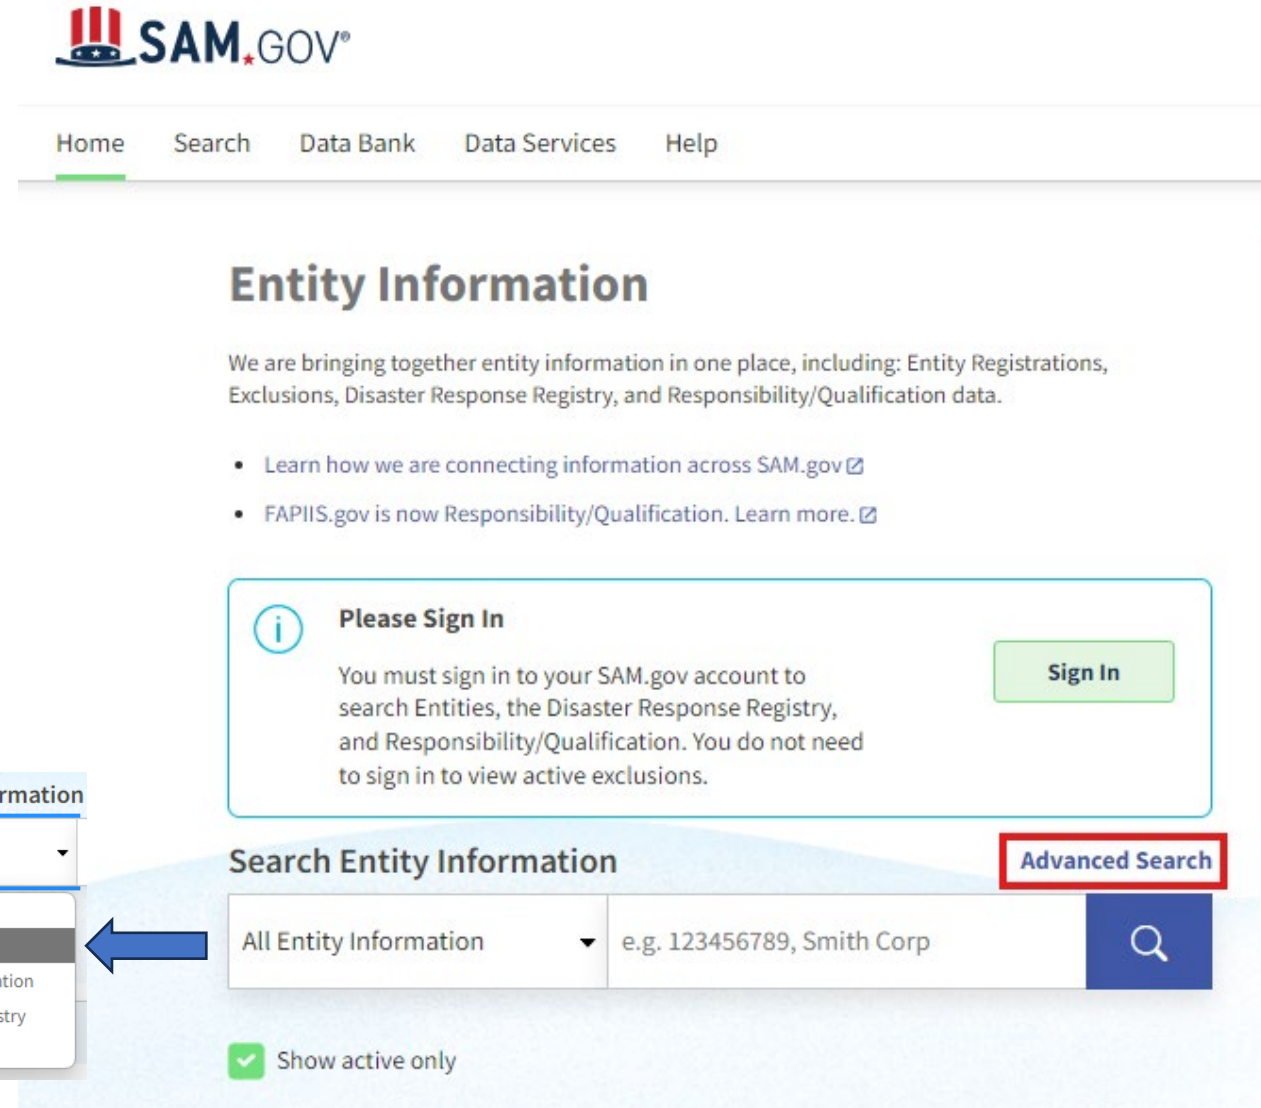 SAM.GOV®
Home Search Data Bank Data Services Help
Entity Information
We are bringing together entity information in one place, including: Entity Registrations,
Exclusions, Disaster Response Registry, and Responsibility/Qualification data.
• Learn how we are connecting information across SAM.gov
• FAPIIS.gov is now Responsibility/Qualification. Learn more.
Please Sign In
You must sign in to your SAM.gov account to
search Entities, the Disaster Response Registry,
and Responsibility/Qualification. You do not need
to sign in to view active exclusions.
Sign In
Search Entity Information
Advanced Search
All Entity Information
e.g. 123456789, Smith Corp
Show active only